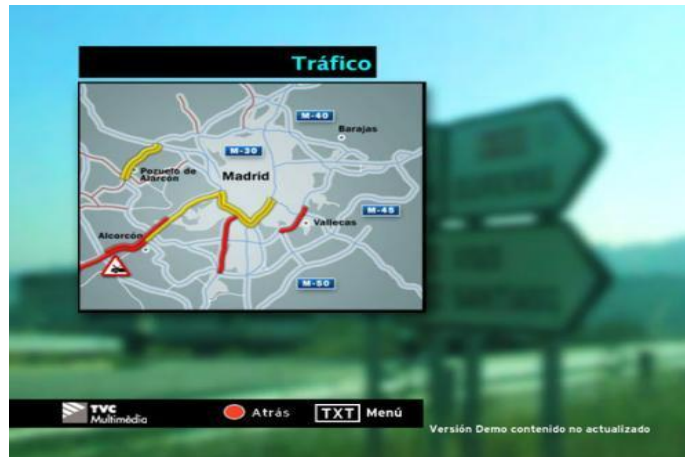 Tráfico
M-40
Barajas
M-30
Pozuelo de
Alarcón
Madrid
M-45
Vallecas
Alcorcón
M-50
TVC
Multimèdia
Atrás
TXT Menú
Versión Demo contenido no actualizado